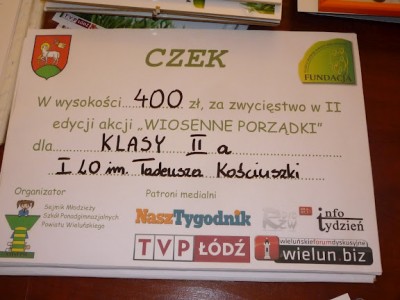 CZEK
FUNDACJA
W wysokości....400 zł, za zwycięstwo w II
edycji akcji „WIOSENNE PORZĄDKI"
dla KLASY II a
I LO im. Tadeusza Kościuszki
Organizator
Patroni medialni
Sejmik Młodzieży
Szkół Ponadgimnazjalnych
Powiatu Wieluńskiego
NaszTygodnik
info
tydzień
TVP ŁÓDŹ
wieluńskieforumdyskusyjne
wielun.biz